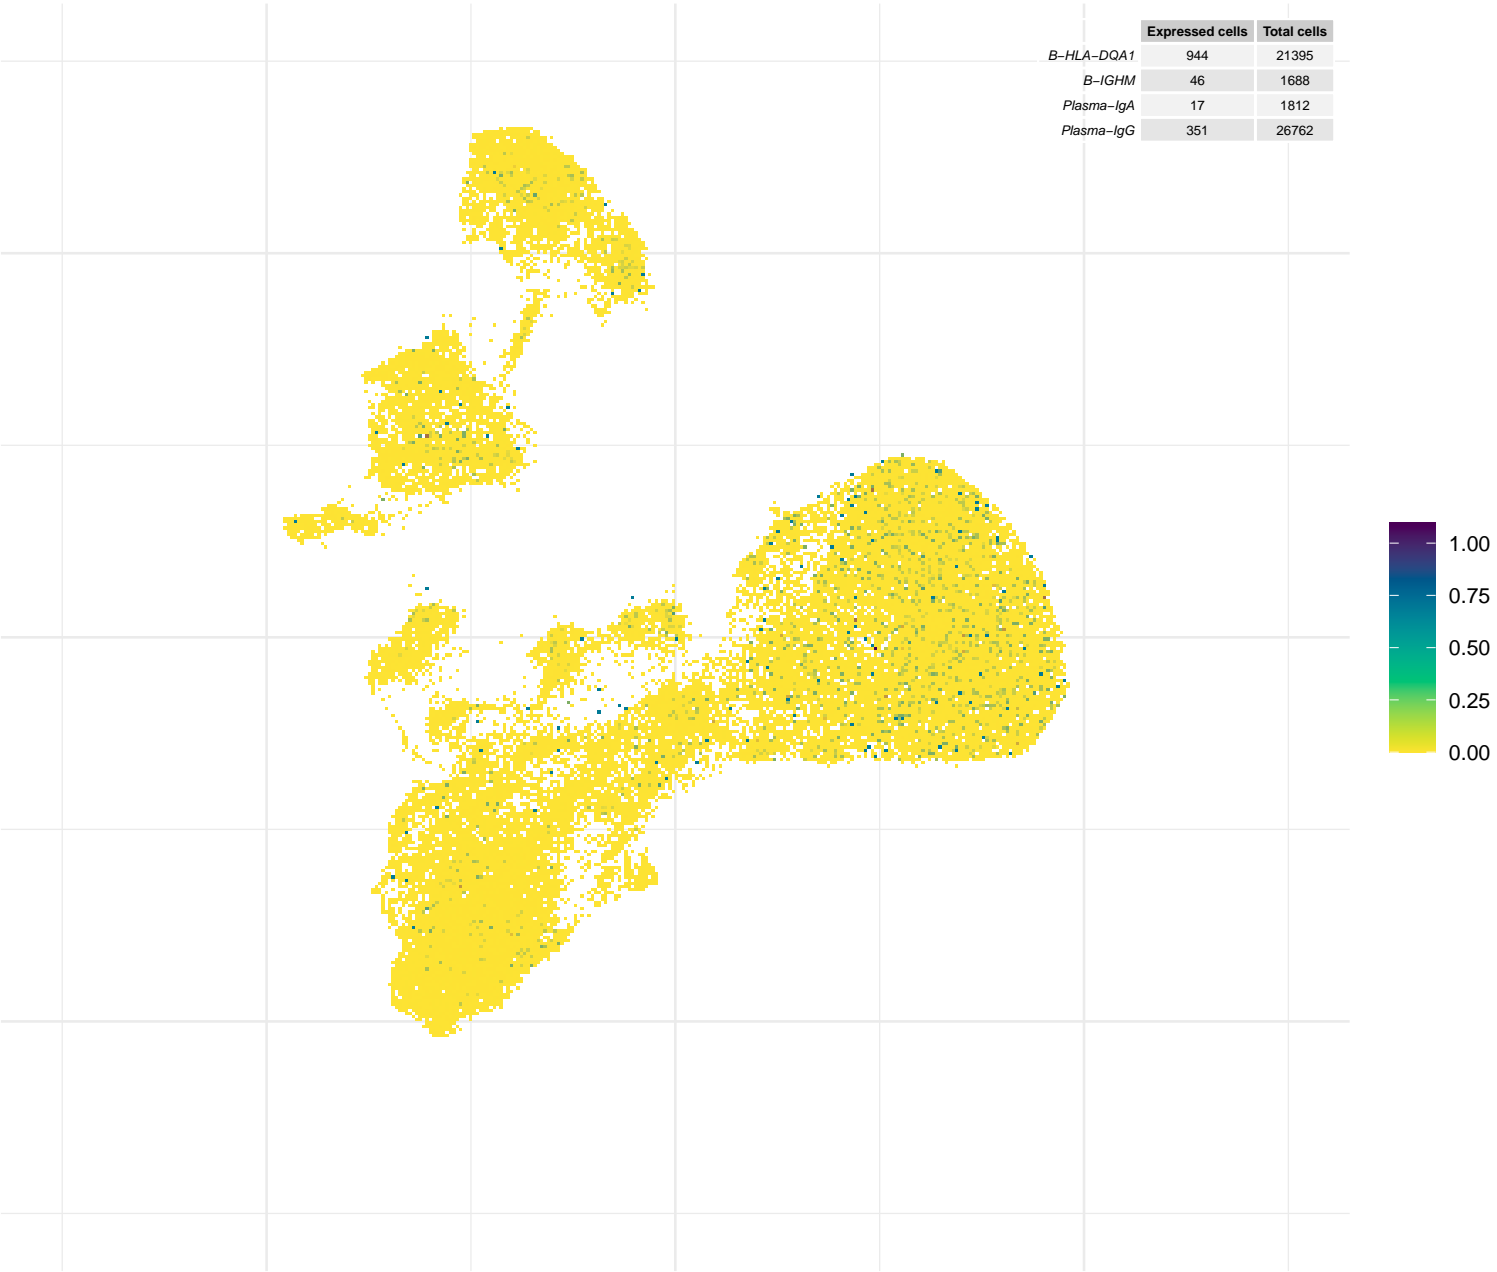 Expressed cells Total cells
B−HLA−DQA1 944 21395
B−IGHM 46 1688
Plasma−IgA 17 1812
Plasma−IgG 351 26762
1.00
0.75
0.50
0.25
0.00